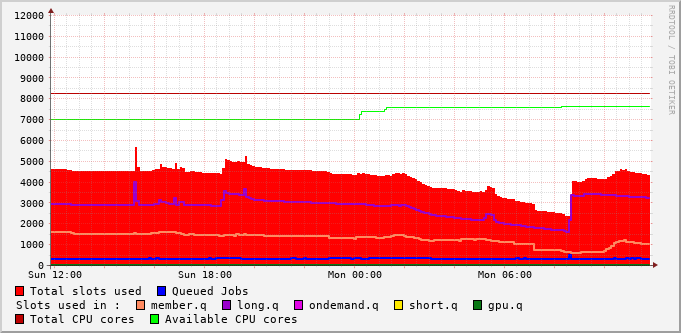 12000
11000
10000
9000
8000
7000
6000
5000
4000
3000
2000
1000
0
Sun 12:00 Sun 18:00 Mon 00:00 Mon 06:00
Total slots used Queued Jobs
Slots used in : member.q long.q ondemand.q short.q gpu.q
Total CPU cores Available CPU cores
RRDTOOL / TOBI OETIKER